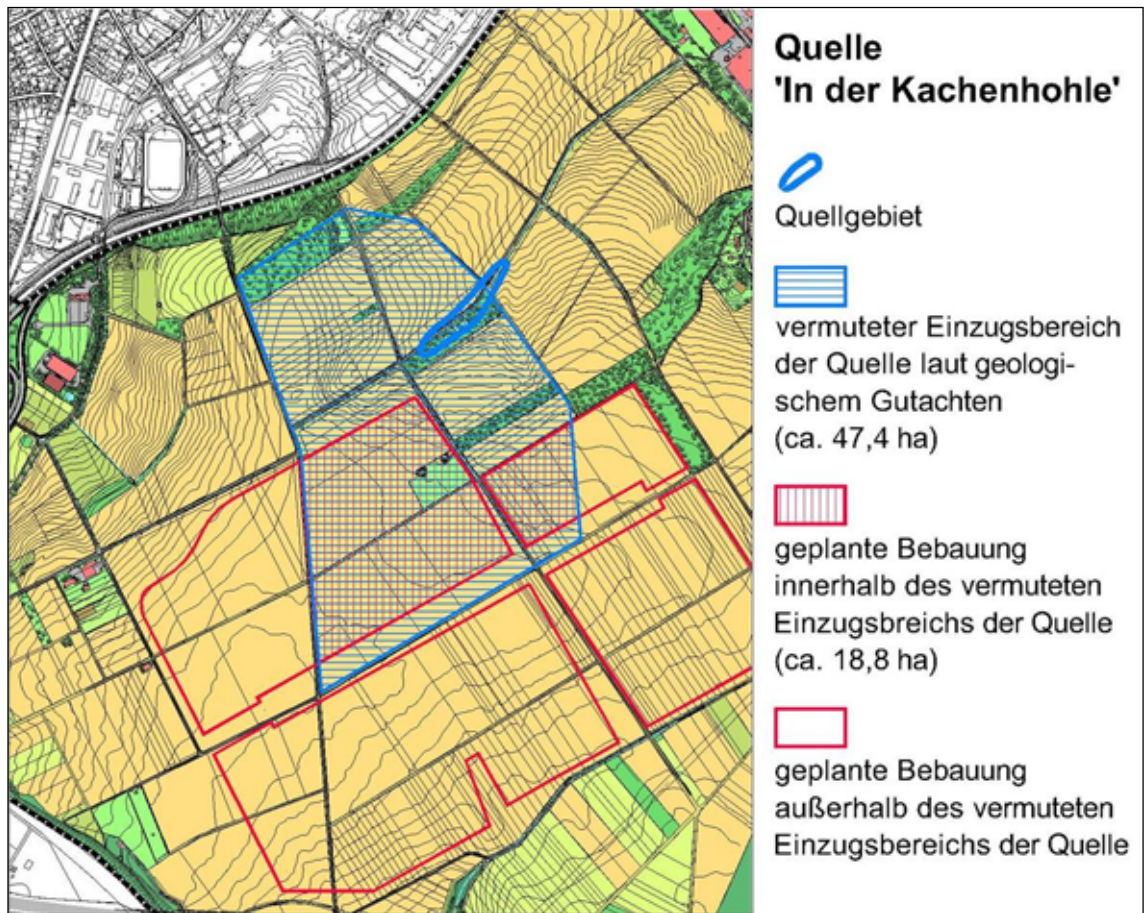 Quelle
'In der Kachenhohle'
Quellgebiet
vermuteter Einzugsbereich
der Quelle laut geologi-
schem Gutachten
(ca. 47,4 ha)
geplante Bebauung
innerhalb des vermuteten
Einzugsbreichs der Quelle
(ca. 18,8 ha)
geplante Bebauung
außerhalb des vermuteten
Einzugsbereichs der Quelle